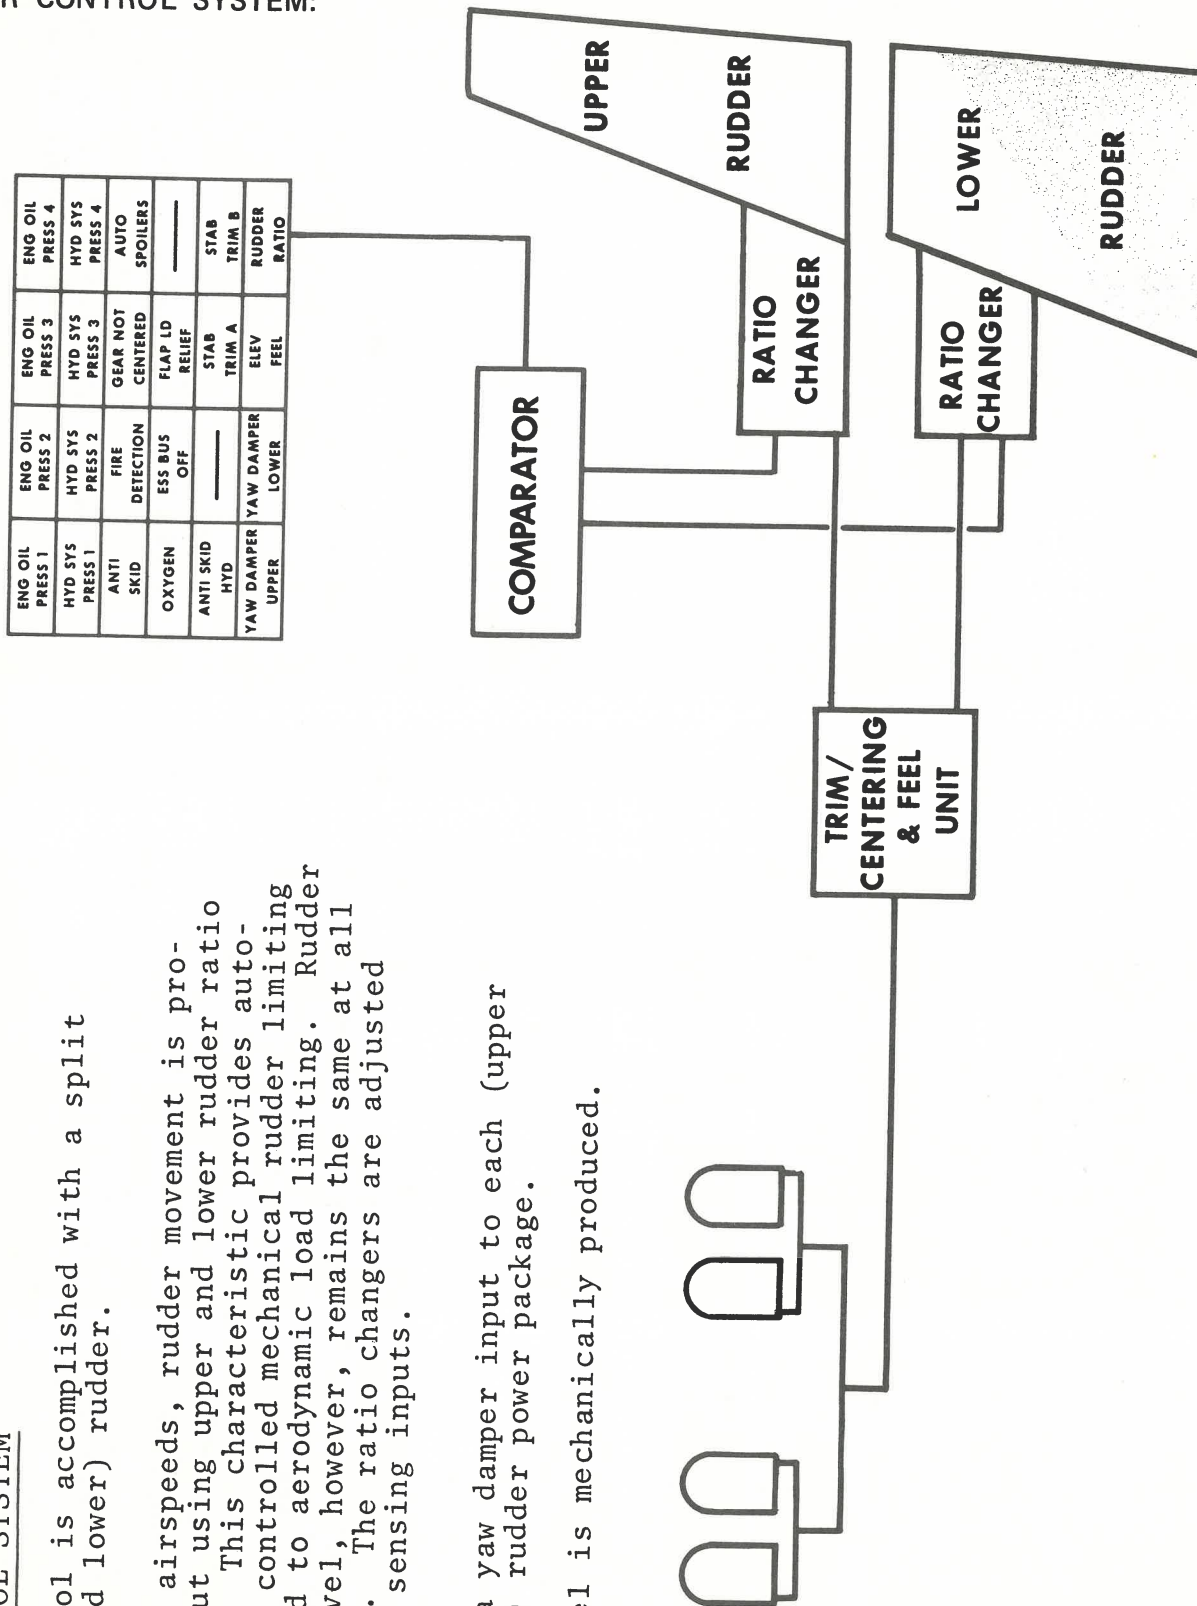 R CONTROL SYSTEM:
OL SYSTEM
ol is accomplished with a split
d lower) rudder.
airspeeds, rudder movement is pro-
ut using upper and lower rudder ratio
This characteristic provides auto-
controlled mechanical rudder limiting
d to aerodynamic load limiting. Rudder
vel, however, remains the same at all
. The ratio changers are adjusted
sensing inputs.
a yaw damper input to each (upper
rudder power package.
el is mechanically produced.
ENG OIL
PRESS 1
ENG OIL
PRESS 2
ENG OIL
PRESS 3
ENG OIL
PRESS 4
HYD SYS
PRESS 1
HYD SYS
PRESS 2
HYD SYS
PRESS 3
HYD SYS
PRESS 4
ANTI
SKID
FIRE
DETECTION
GEAR NOT
CENTERED
AUTO
SPOILERS
OXYGEN
ESS BUS
OFF
FLAP LD
RELIEF
ANTI SKID
HYD
STAB
TRIM A
STAB
TRIM B
YAW DAMPER
UPPER
YAW DAMPER
LOWER
ELEV
FEEL
RUDDER
RATIO
COMPARATOR
UPPER
RUDDER
RATIO
CHANGER
LOWER
RUDDER
RATIO
CHANGER
TRIM/
CENTERING
& FEEL
UNIT